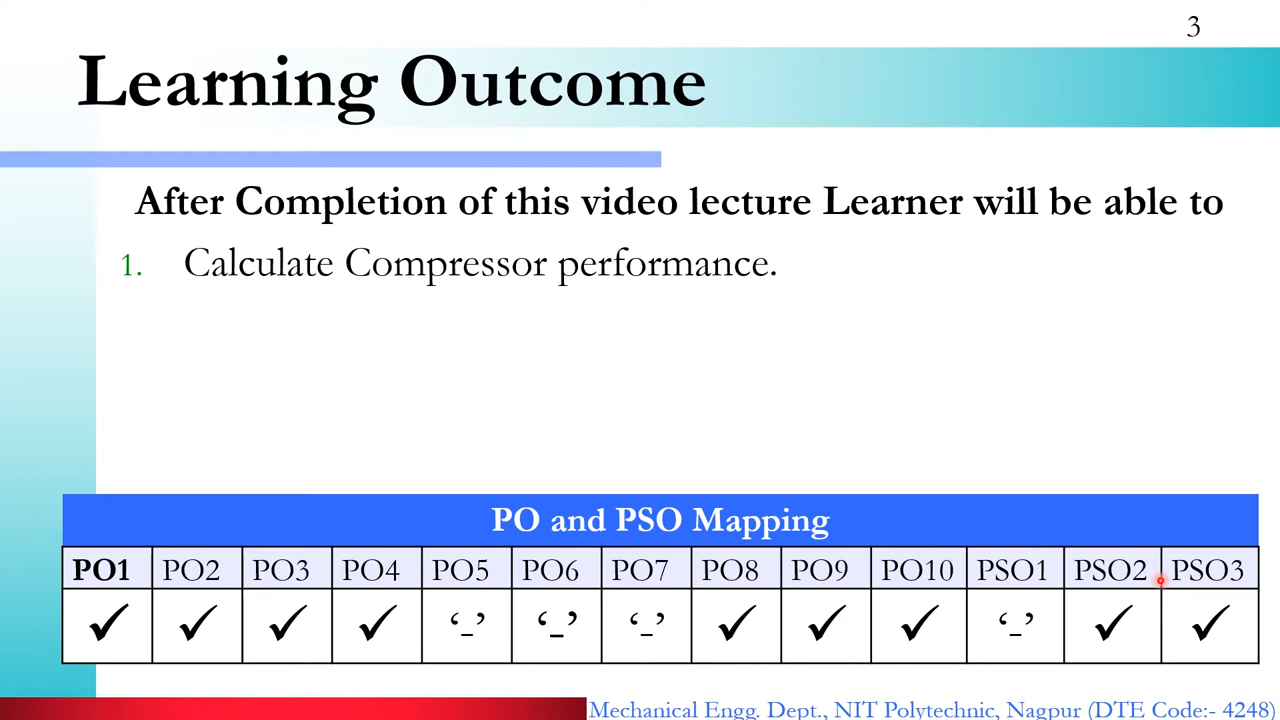 3
Learning Outcome
After Completion of this video lecture Learner will be able to
1. Calculate Compressor performance.
PO and PSO Mapping
PO1 PO2 PO3 PO4 PO5 PO6 PO7 PO8 PO9 PO10 PSO1 PSO2 PSO3
✓ ✓ ✓ ✓ ‘-’ ‘-’ ‘-’ ✓ ✓ ✓ ‘-’ ✓ ✓
Mechanical Engg. Dept., NIT Polytechnic, Nagpur (DTE Code:- 4248)